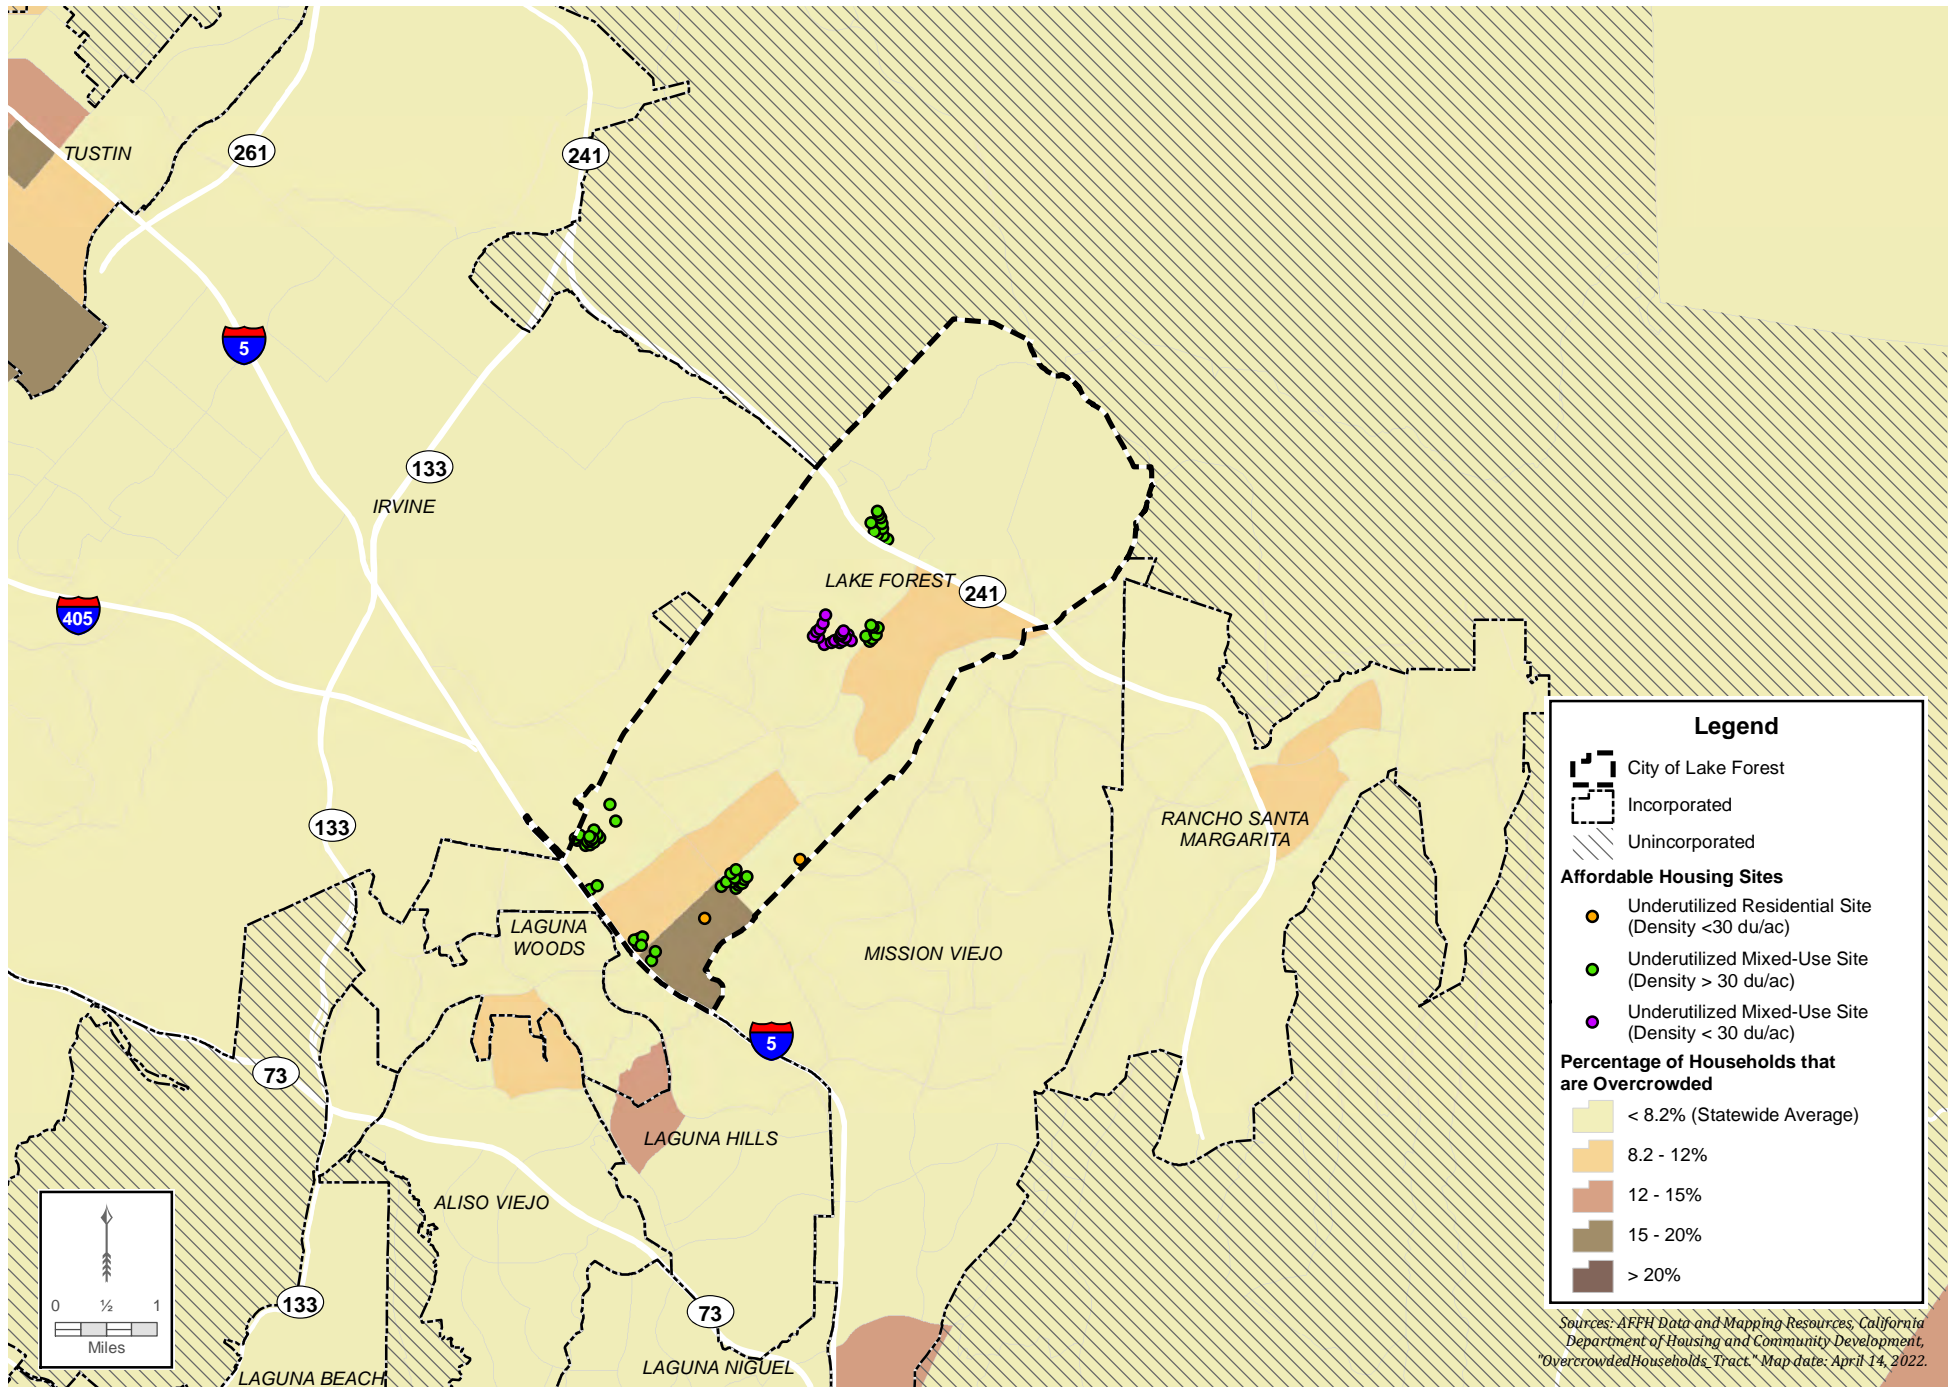 TUSTIN
261
241
5
133
IRVINE
405
LAKE FOREST
241
133
RANCHO SANTA
MARGARITA
LAGUNA
WOODS
MISSION VIEJO
5
73
LAGUNA HILLS
ALISO VIEJO
133
73
LAGUNA NIGUEL
LAGUNA BEACH
0 ½ 1
Miles
Legend
City of Lake Forest
Incorporated
Unincorporated
Affordable Housing Sites
Underutilized Residential Site
(Density <30 du/ac)
Underutilized Mixed-Use Site
(Density > 30 du/ac)
Underutilized Mixed-Use Site
(Density < 30 du/ac)
Percentage of Households that
are Overcrowded
< 8.2% (Statewide Average)
8.2 - 12%
12 - 15%
15 - 20%
> 20%
Sources: AFFH Data and Mapping Resources, California
Department of Housing and Community Development,
"OvercrowdedHouseholds_Tract." Map date: April 14, 2022.